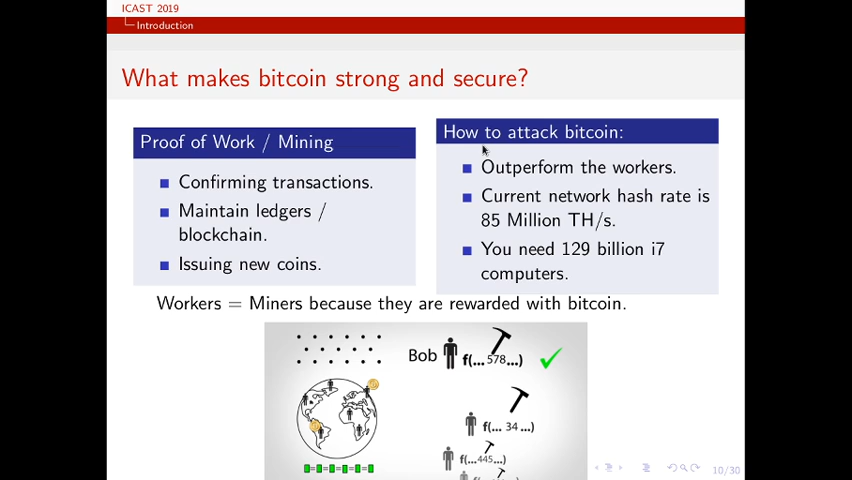 ICAST 2019
Introduction
What makes bitcoin strong and secure?
Proof of Work / Mining
Confirming transactions.
Maintain ledgers /
blockchain.
Issuing new coins.
How to attack bitcoin:
Outperform the workers.
Current network hash rate is
85 Million TH/s.
You need 129 billion i7
computers.
Workers = Miners because they are rewarded with bitcoin.
Bob
f(...578...)
f(... 34 ...)
f(...445...)
10/30